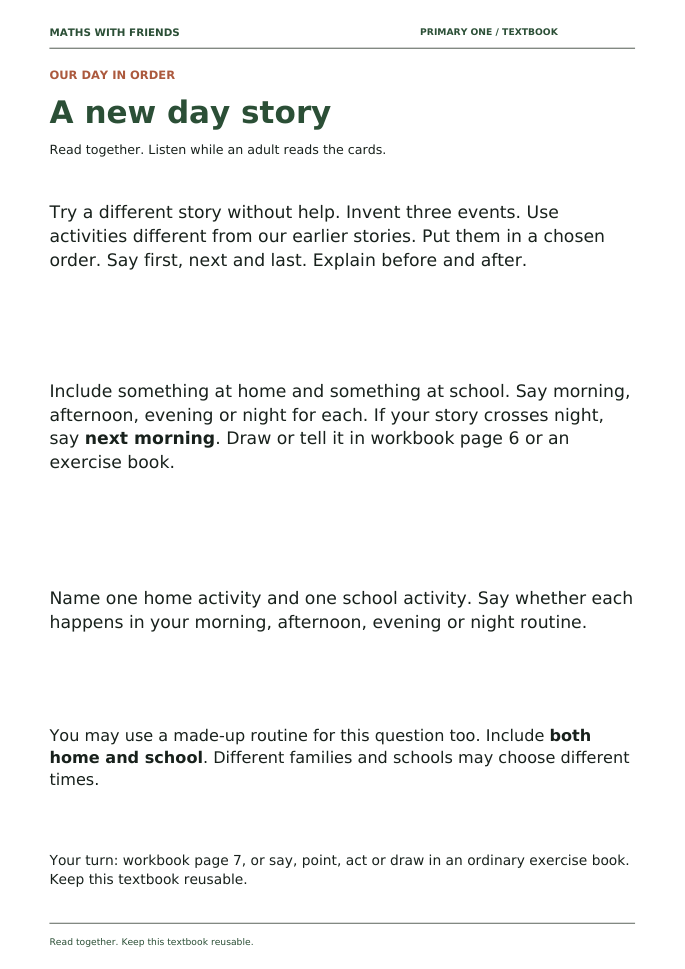 MATHS WITH FRIENDS
PRIMARY ONE / TEXTBOOK
OUR DAY IN ORDER
A new day story
Read together. Listen while an adult reads the cards.
Try a different story without help. Invent three events. Use
activities different from our earlier stories. Put them in a chosen
order. Say first, next and last. Explain before and after.
Include something at home and something at school. Say morning,
afternoon, evening or night for each. If your story crosses night,
say next morning. Draw or tell it in workbook page 6 or an
exercise book.
Name one home activity and one school activity. Say whether each
happens in your morning, afternoon, evening or night routine.
You may use a made-up routine for this question too. Include both
home and school. Different families and schools may choose different
times.
Your turn: workbook page 7, or say, point, act or draw in an ordinary exercise book.
Keep this textbook reusable.
Read together. Keep this textbook reusable.